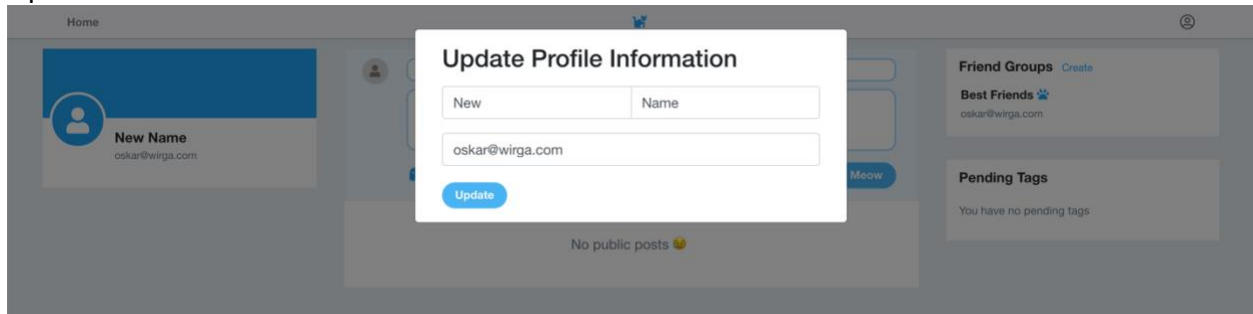 Home
Update Profile Information
New Name
oskar@wirga.com
Update
New Name
oskar@wirga.com
Meow
No public posts
Friend Groups Create
Best Friends
oskar@wirga.com
Pending Tags
You have no pending tags